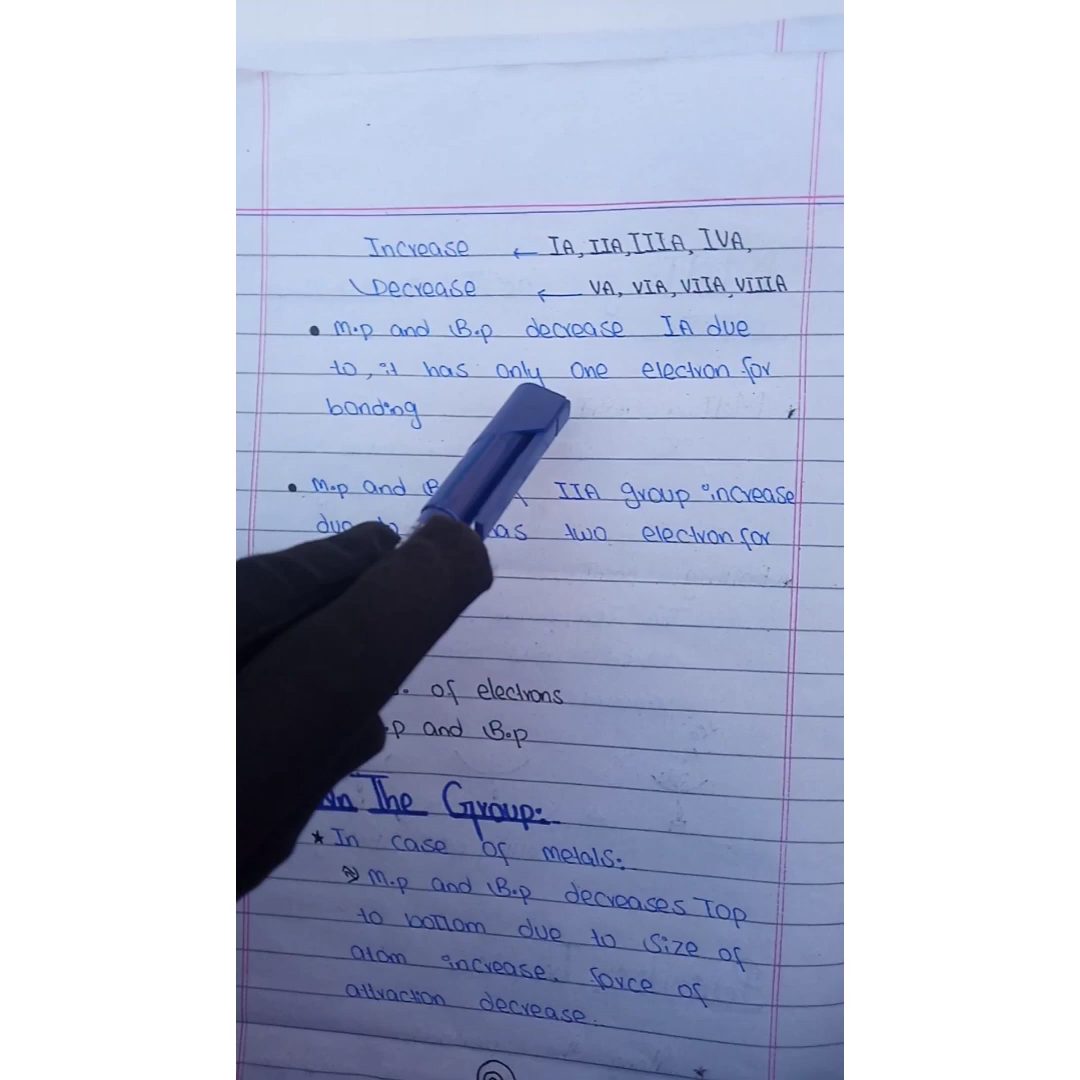 Increase ← IA, IIA, IIIA, IVA,
Decrease ← VA, VIA, VIIA, VIIIA
• M.p and B.p decrease IA due
to, it has only one electron for
bonding
• M.p and IIA group increase
due two electron for
of electrons
and B.p
The Group:-
* In case of metals:
M.p and B.p decreases Top
to bottom due to size of
atom increase. force of
attraction decrease.